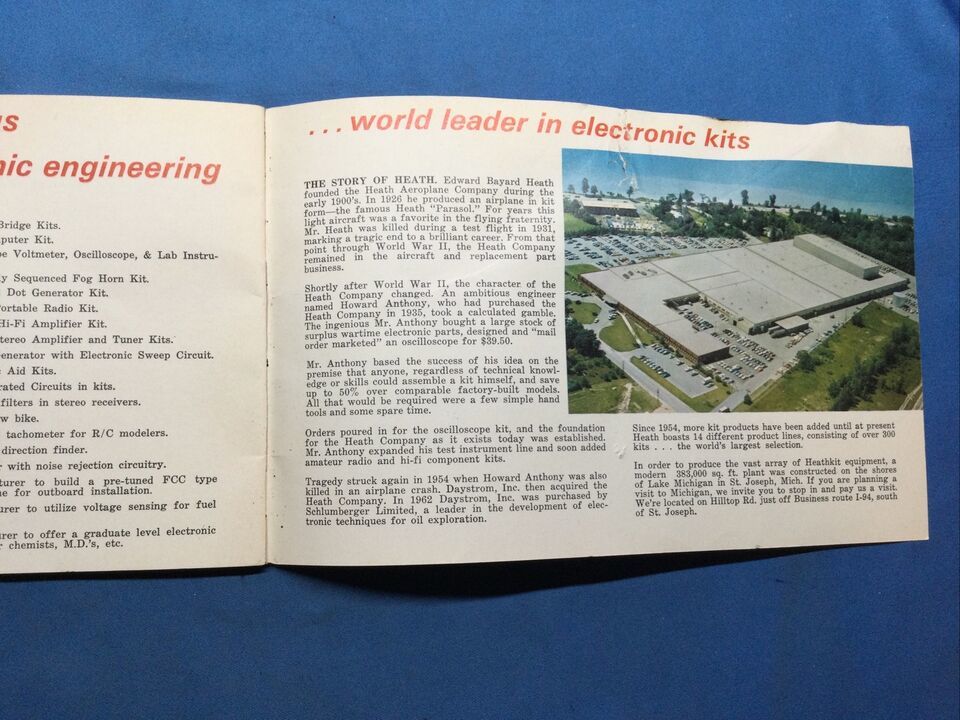 us
nic engineering
Bridge Kits.
puter Kit.
pe Voltmeter, Oscilloscope, & Lab Instru-
ly Sequenced Fog Horn Kit.
Dot Generator Kit.
ortable Radio Kit.
Hi-Fi Amplifier Kit.
tereo Amplifier and Tuner Kits.
enerator with Electronic Sweep Circuit.
Aid Kits.
rated Circuits in kits.
filters in stereo receivers.
w bike.
tachometer for R/C modelers.
direction finder.
r with noise rejection circuitry.
turer to build a pre-tuned FCC type
ne for outboard installation.
urer to utilize voltage sensing for fuel
urer to offer a graduate level electronic
r chemists, M.D.'s, etc.
...world leader in electronic kits
THE STORY OF HEATH. Edward Bayard Heath
founded the Heath Aeroplane Company during the
early 1900's. In 1926 he produced an airplane in kit
form—the famous Heath "Parasol." For years this
light aircraft was a favorite in the flying fraternity.
Mr. Heath was killed during a test flight in 1931,
marking a tragic end to a brilliant career. From that
point through World War II, the Heath Company
remained in the aircraft and replacement part
business.
Shortly after World War II, the character of the
Heath Company changed. An ambitious engineer
named Howard Anthony, who had purchased the
Heath Company in 1935, took a calculated gamble.
The ingenious Mr. Anthony bought a large stock of
surplus wartime electronic parts, designed and "mail
order marketed" an oscilloscope for $39.50.
Mr. Anthony based the success of his idea on the
premise that anyone, regardless of technical knowl-
edge or skills could assemble a kit himself, and save
up to 50% over comparable factory-built models.
All that would be required were a few simple hand
tools and some spare time.
Orders poured in for the oscilloscope kit, and the foundation
for the Heath Company as it exists today was established.
Mr. Anthony expanded his test instrument line and soon added
amateur radio and hi-fi component kits.
Tragedy struck again in 1954 when Howard Anthony was also
killed in an airplane crash. Daystrom, Inc. then acquired the
Heath Company. In 1962 Daystrom, Inc. was purchased by
Schlumberger Limited, a leader in the development of elec-
tronic techniques for oil exploration.
Since 1954, more kit products have been added until at present
Heath boasts 14 different product lines, consisting of over 300
kits . . . the world's largest selection.
In order to produce the vast array of Heathkit equipment, a
modern 383,000 sq. ft. plant was constructed on the shores
of Lake Michigan in St. Joseph, Mich. If you are planning a
visit to Michigan, we invite you to stop in and pay us a visit.
We're located on Hilltop Rd. just off Business route I-94, south
of St. Joseph.